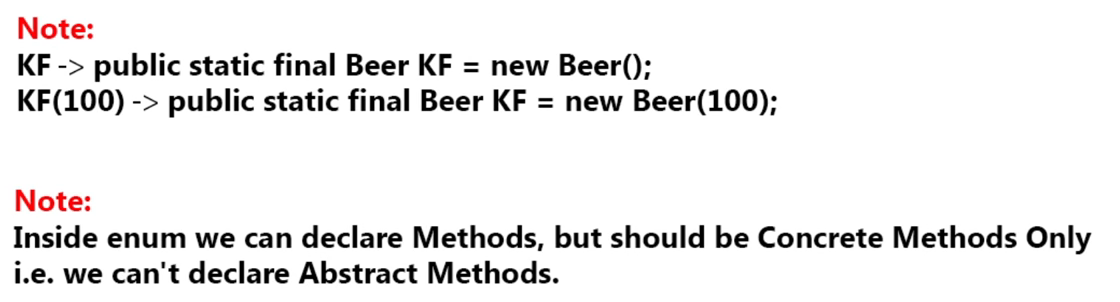 Note:
KF -> public static final Beer KF = new Beer();
KF(100) -> public static final Beer KF = new Beer(100);
Note:
Inside enum we can declare Methods, but should be Concrete Methods Only
i.e. we can't declare Abstract Methods.